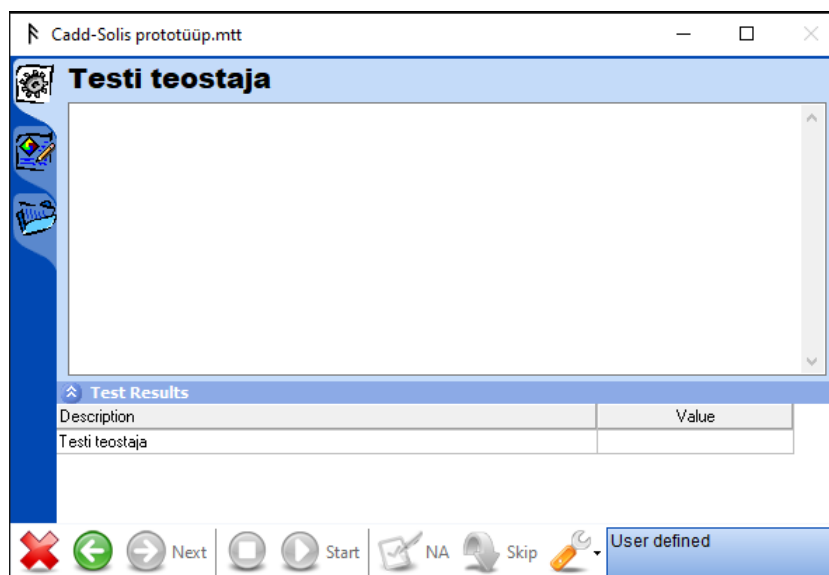 Cadd-Solis prototüüp.mtt
Testi teostaja
Test Results
Description Value
Testi teostaja
Next Start NA Skip User defined